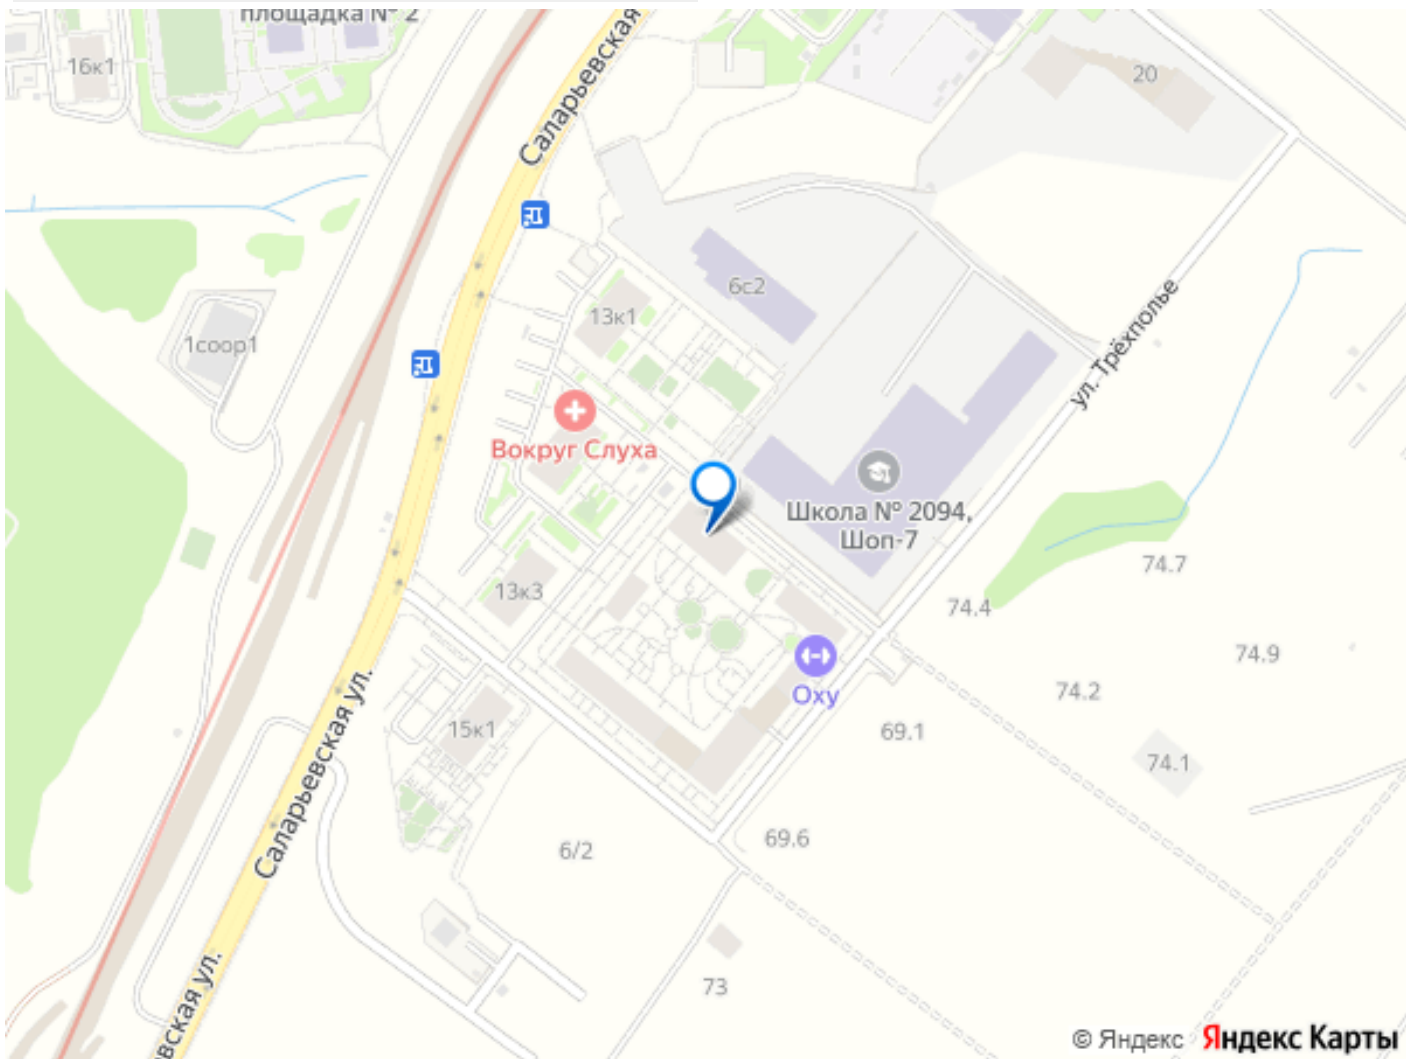 площадка № 2
16к1
Саларьевская
20
6с2
13к1
1соор1
ул. Трёхполье
Вокруг Слуха
Школа № 2094,
Шоп-7
74.7
13к3
74.4
74.9
Оху
74.2
69.1
15к1
74.1
Саларьевская ул.
69.6
6/2
73
вская ул.
© Яндекс Яндекс Карты